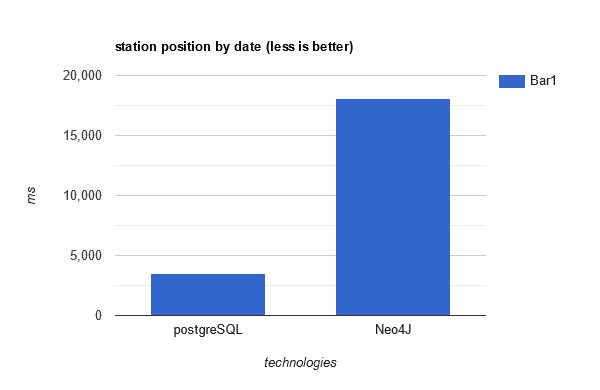 station position by date (less is better)
20,000
15,000
10,000
5,000
0
ms
postgreSQL
Neo4J
technologies
Bar1